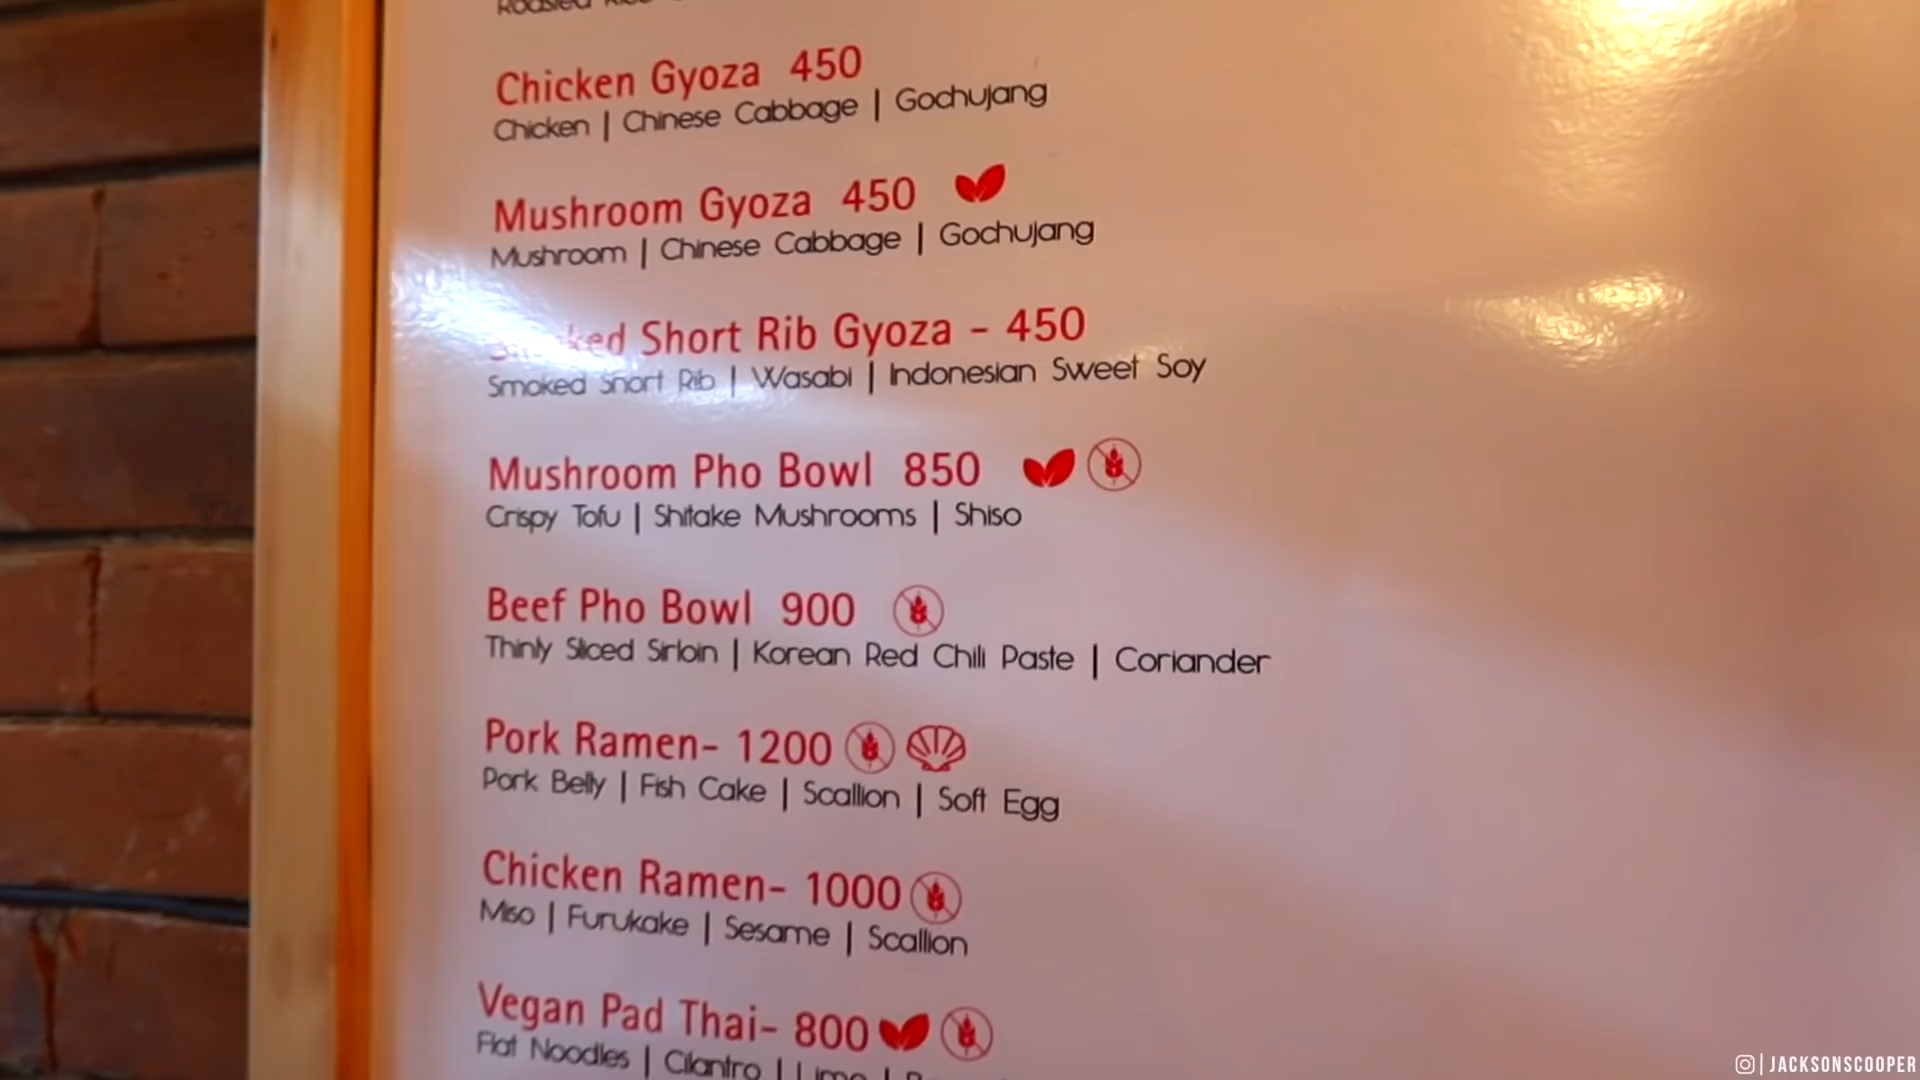 Chicken Gyoza 450
Chicken | Chinese Cabbage | Gochujang
Mushroom Gyoza 450
Mushroom | Chinese Cabbage | Gochujang
Short Rib Gyoza - 450
Smoked Short Rib | Wasabi | Indonesian Sweet Soy
Mushroom Pho Bowl 850
Crispy Tofu | Shitake Mushrooms | Shiso
Beef Pho Bowl 900
Thinly Sliced Sirloin | Korean Red Chili Paste | Coriander
Pork Ramen- 1200
Pork Belly | Fish Cake | Scallion | Soft Egg
Chicken Ramen- 1000
Miso | Furukake | Sesame | Scallion
Vegan Pad Thai- 800
Flat Noodles | Cilantro | Lime |
JACKSONSCOOPER